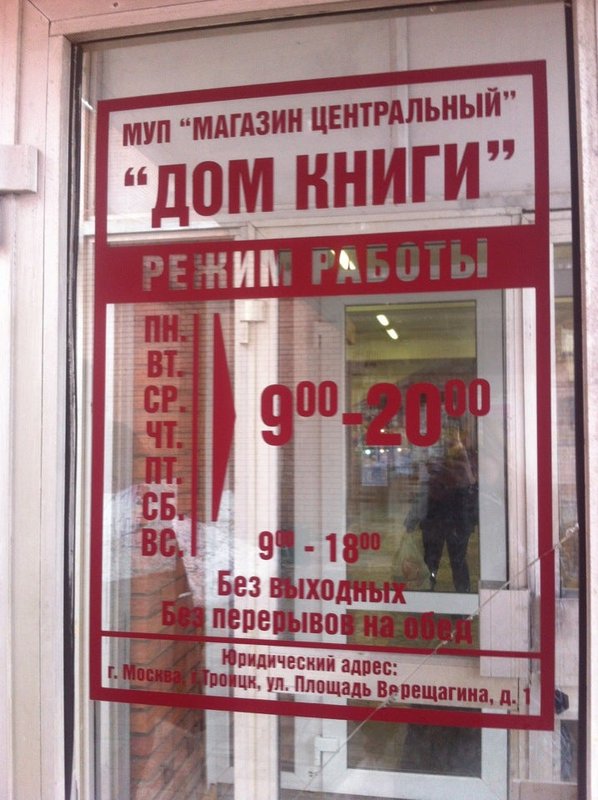 МУП “МАГАЗИН ЦЕНТРАЛЬНЫЙ”
“ДОМ КНИГИ”
РЕЖИМ РАБОТЫ
ПН.
ВТ.
СР.
ЧТ.
ПТ.
СБ.
9⁰⁰-20⁰⁰
ВС. 9⁰⁰ - 18⁰⁰
Без выходных
Без перерывов на обед
Юридический адрес:
г. Москва, г.Троицк, ул. Площадь Верещагина, д. 1